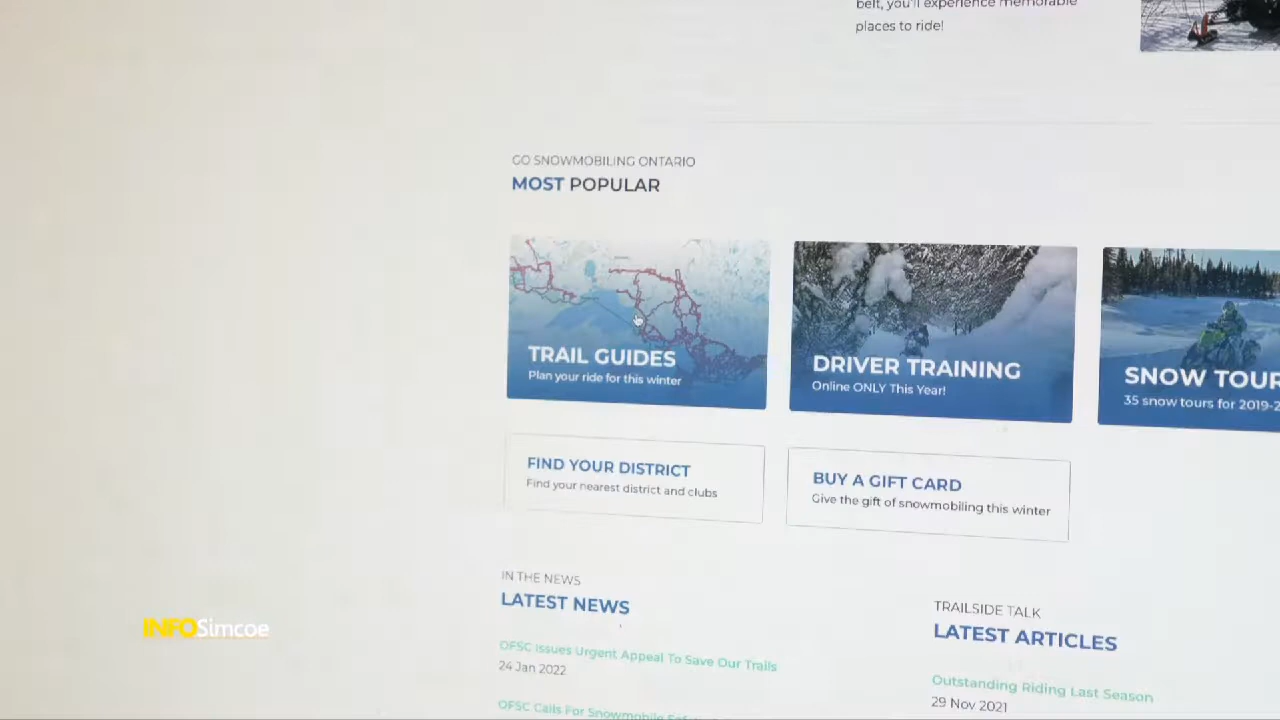 belt, you'll experience memorable
places to ride!
GO SNOWMOBILING ONTARIO
MOST POPULAR
TRAIL GUIDES
Plan your ride for this winter
DRIVER TRAINING
Online ONLY This Year!
SNOW TOUR
35 snow tours for 2019-2
FIND YOUR DISTRICT
Find your nearest district and clubs
BUY A GIFT CARD
Give the gift of snowmobiling this winter
IN THE NEWS
LATEST NEWS
OFSC Issues Urgent Appeal To Save Our Trails
24 Jan 2022
OFSC Calls For Snowmobile
TRAILSIDE TALK
LATEST ARTICLES
Outstanding Riding Last Season
29 Nov 2021
INFOSimcoe